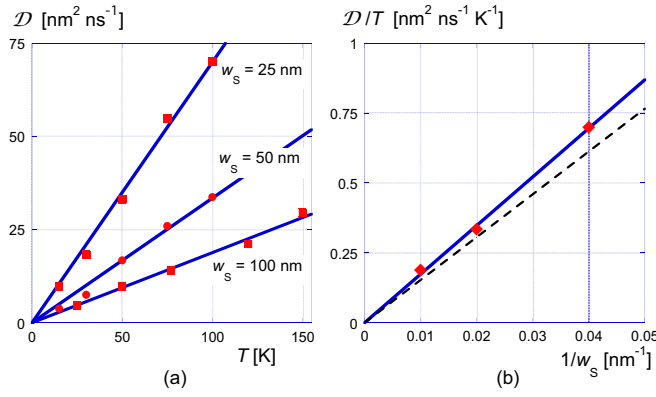 𝒟 [nm² ns⁻¹]
75
50
25
0
w_S = 25 nm
w_S = 50 nm
w_S = 100 nm
0
50
100
150
T [K]
(a)
𝒟/T [nm² ns⁻¹ K⁻¹]
1
0.75
0.5
0.25
0
0
0.01
0.02
0.03
0.04
0.05
1/w_S [nm⁻¹]
(b)